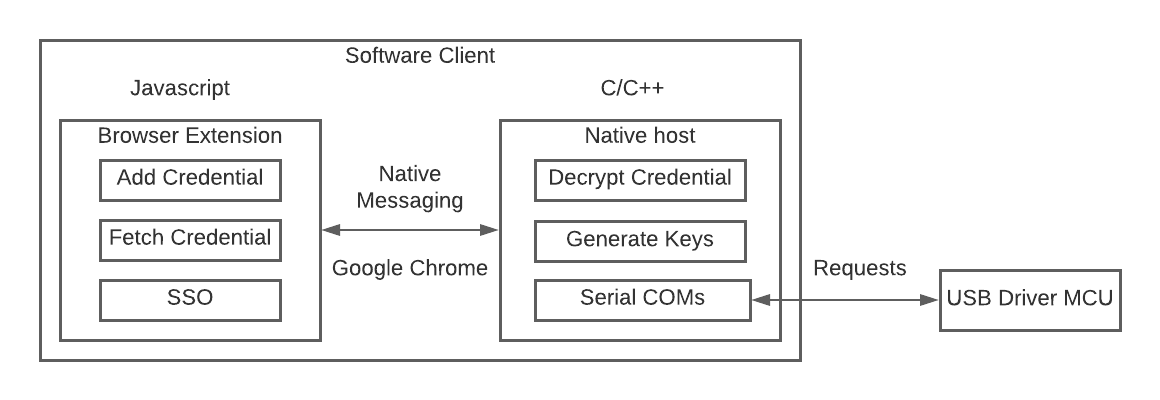 Software Client
Javascript
C/C++
Browser Extension
Add Credential
Fetch Credential
SSO
Native
Messaging
Google Chrome
Native host
Decrypt Credential
Generate Keys
Serial COMs
Requests
USB Driver MCU